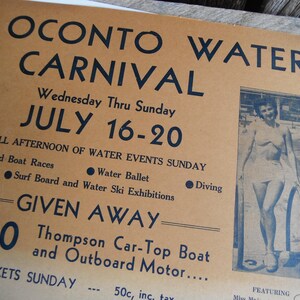 OCONTO WATER
CARNIVAL
Wednesday Thru Sunday
JULY 16-20
ALL AFTERNOON OF WATER EVENTS SUNDAY
Boat Races ● Water Ballet ● Diving
● Surf Board and Water Ski Exhibitions
GIVEN AWAY
Thompson Car-Top Boat
and Outboard Motor....
SUNDAY --- 50c, inc. tax
FEATURING
Miss